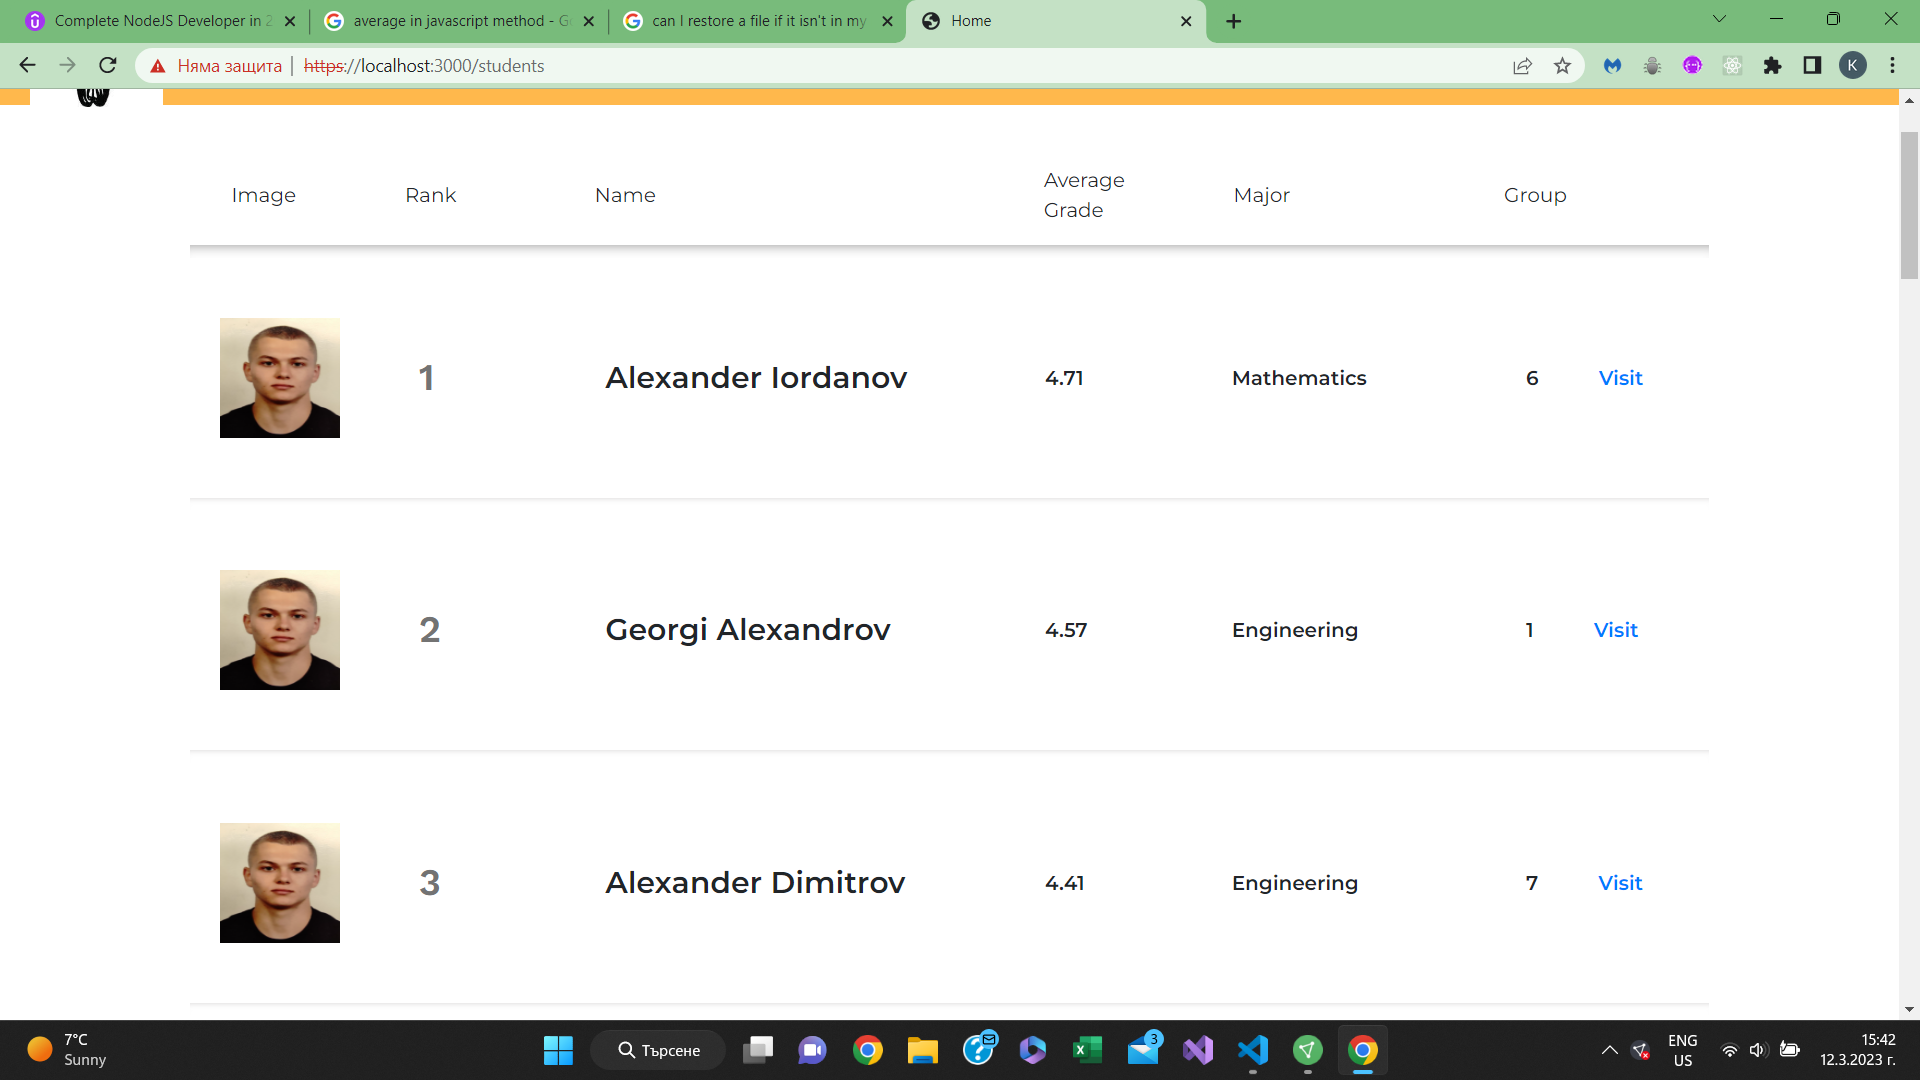 Complete NodeJS Developer in 2
average in javascript method - G
can I restore a file if it isn't in my
Home
Няма защита
https://localhost:3000/students
K
Image
Rank
Name
Average
Grade
Major
Group
1
Alexander Iordanov
4.71
Mathematics
6
Visit
2
Georgi Alexandrov
4.57
Engineering
1
Visit
3
Alexander Dimitrov
4.41
Engineering
7
Visit
7°C
Sunny
Търсене
3
ENG
US
15:42
12.3.2023 г.